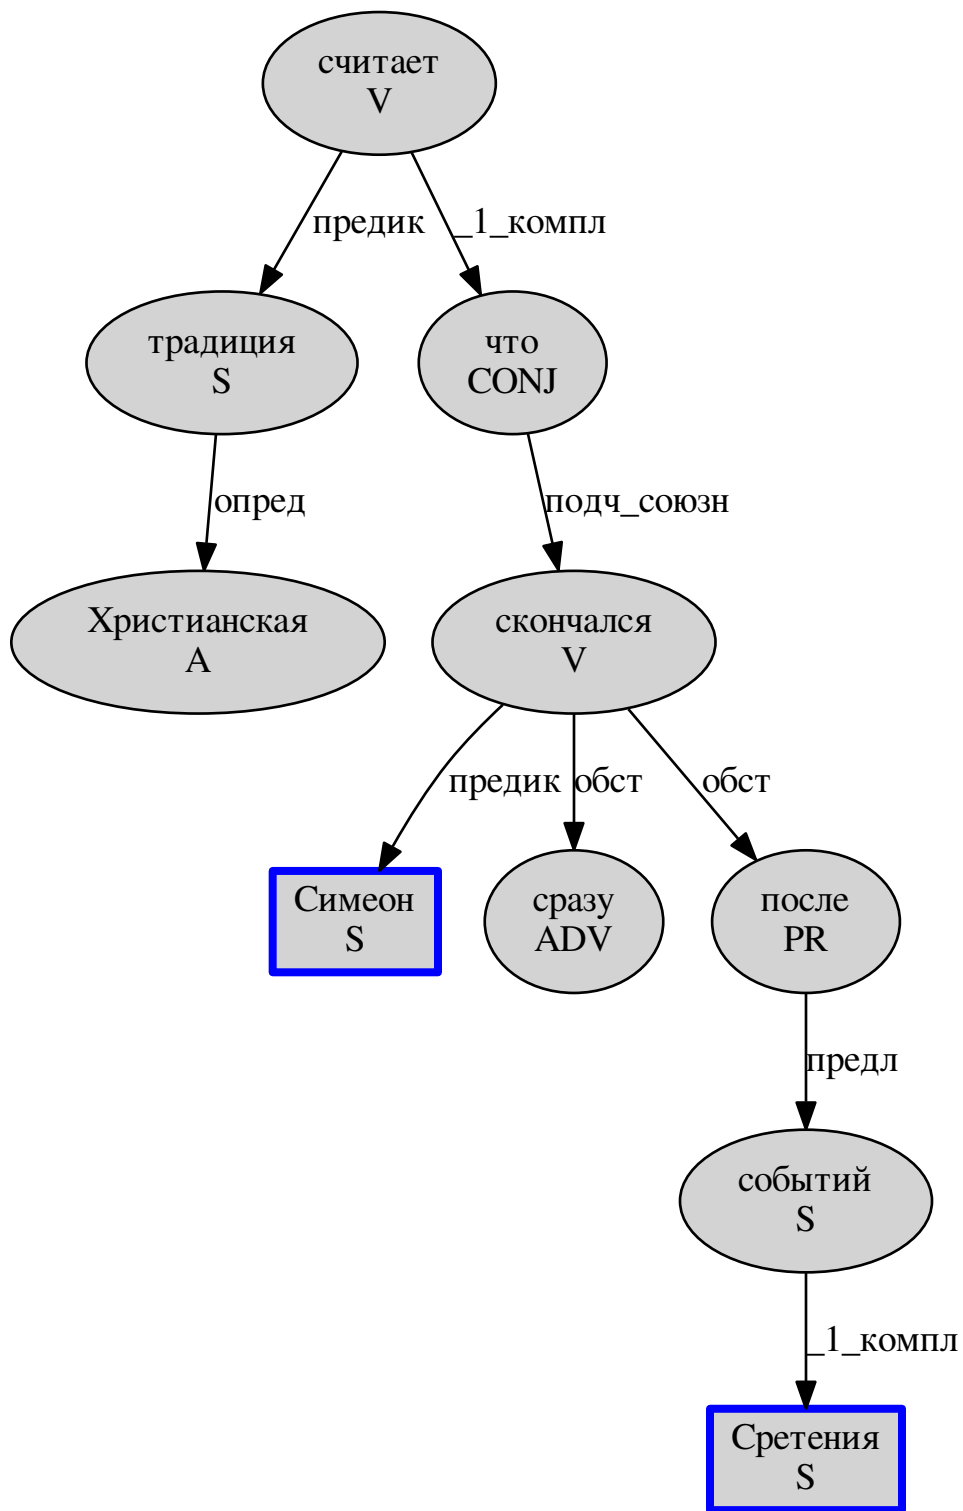 считает
V
предик
_1_компл
традиция
S
что
CONJ
опред
подч_союзн
Христианская
A
скончался
V
предик
обст
обст
Симеон
S
сразу
ADV
после
PR
предл
событий
S
_1_компл
Сретения
S